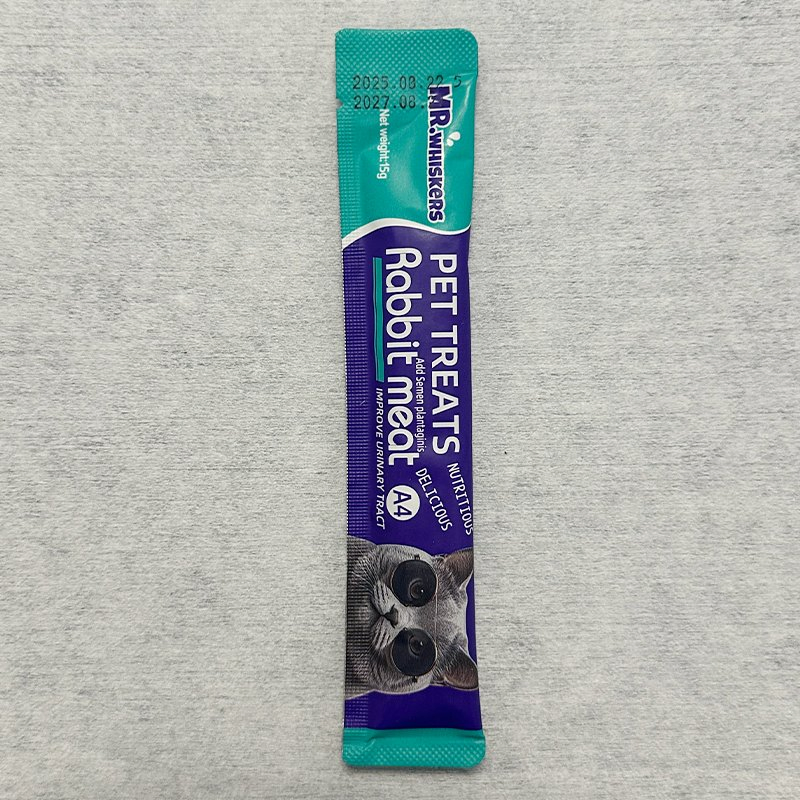 2025.08.22 5
2027.08.
MR. WHISKERS
Net weight:15g
PET TREATS
Add Semen plantaginis
Rabbit meat
IMPROVE URINARY TRACT
A4
NUTRITIOUS
DELICIOUS